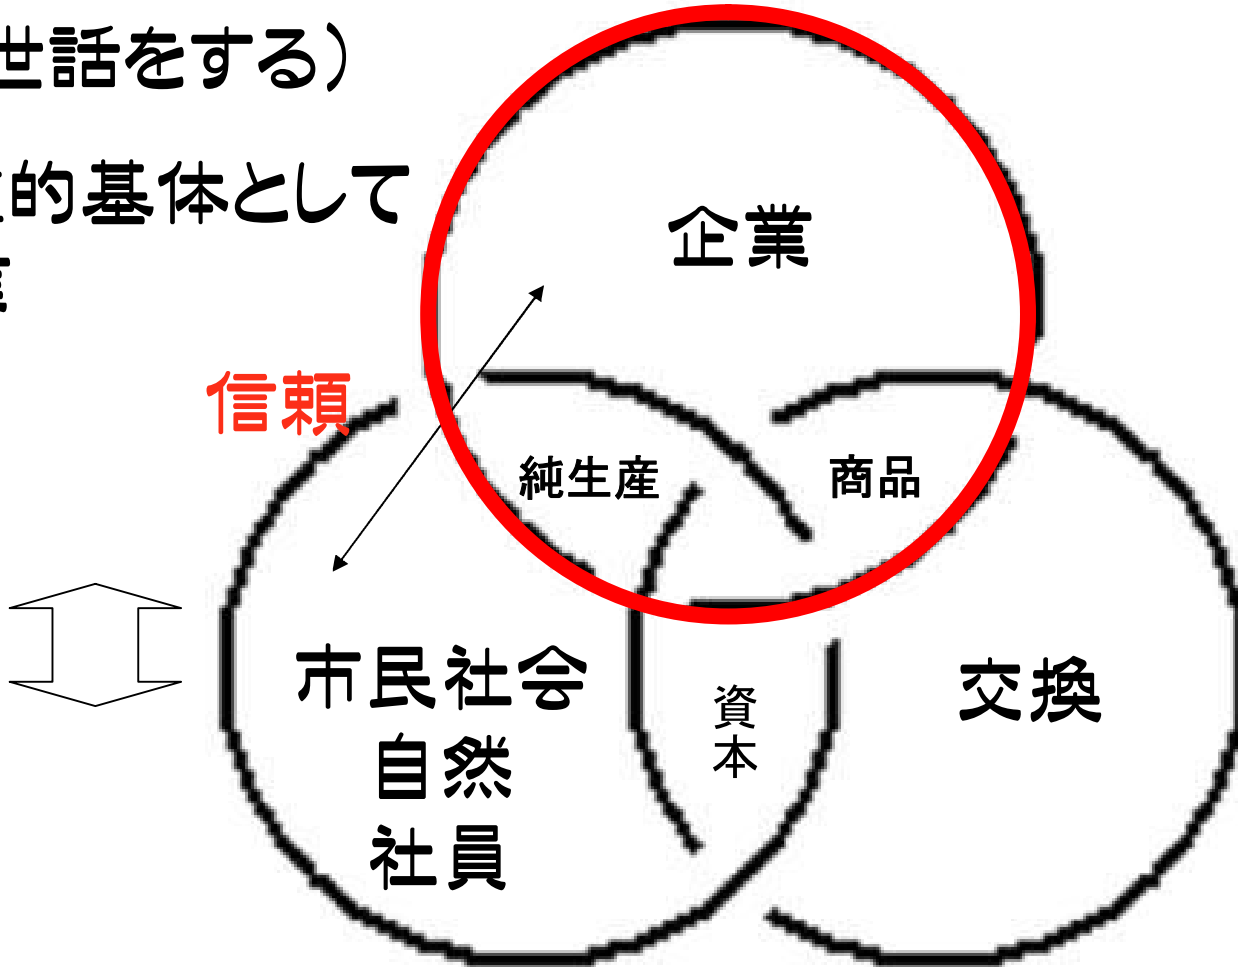 世話をする）
的基体として
企業
信頼
純生産
商品
市民社会
自然
社員
資本
交換